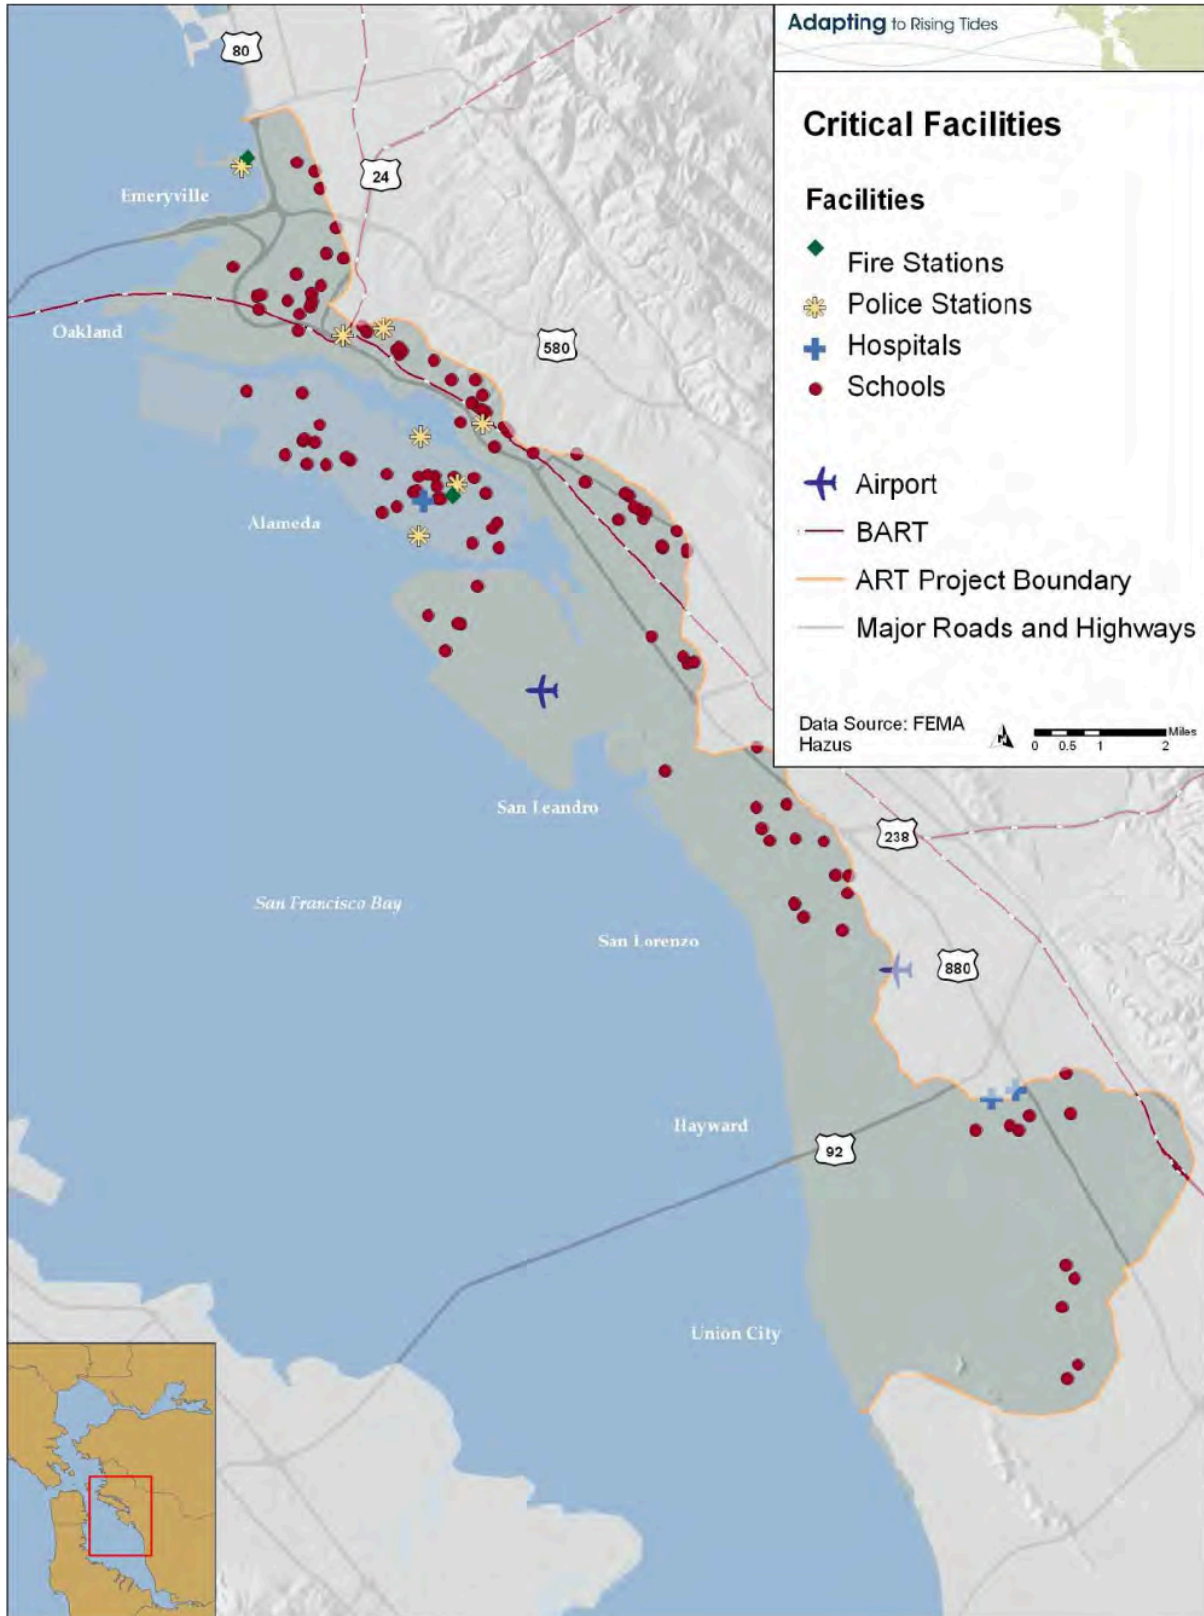 Adapting to Rising Tides
Critical Facilities
Facilities
Fire Stations
Police Stations
Hospitals
Schools
Airport
BART
ART Project Boundary
Major Roads and Highways
Data Source: FEMA
Hazus
N
Miles
0 0.5 1 2
80
24
Emeryville
Oakland
580
Alameda
San Leandro
238
San Francisco Bay
San Lorenzo
880
Hayward
92
Union City